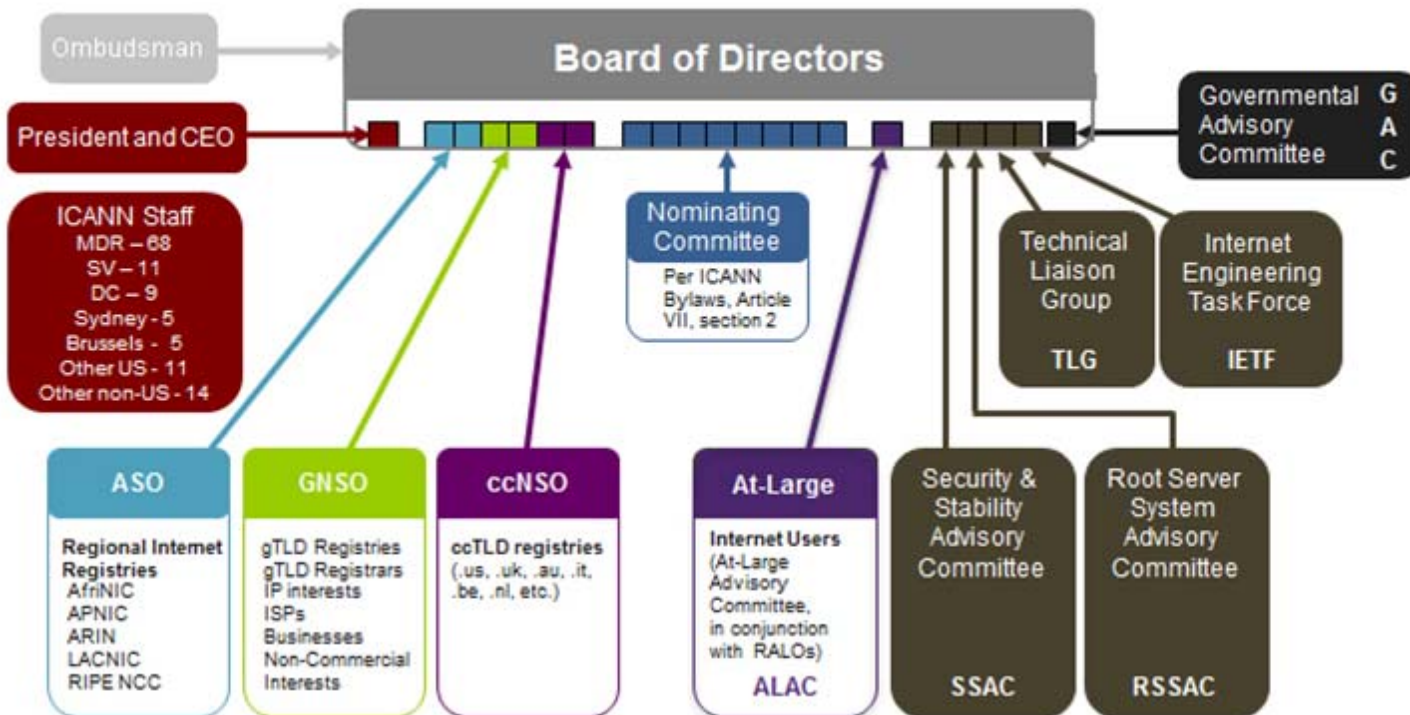 Ombudsman
Board of Directors
President and CEO
Governmental G
Advisory A
Committee C
ICANN Staff
MDR – 68
SV – 11
DC – 9
Sydney - 5
Brussels - 5
Other US - 11
Other non-US - 14
Nominating
Committee
Per ICANN
Bylaws, Article
VII, section 2
Technical
Liaison
Group
TLG
Internet
Engineering
Task Force
IETF
ASO
Regional Internet
Registries
AfriNIC
APNIC
ARIN
LACNIC
RIPE NCC
GNSO
gTLD Registries
gTLD Registrars
IP interests
ISPs
Businesses
Non-Commercial
Interests
ccNSO
ccTLD registries
(.us, .uk, .au, .it,
.be, .nl, etc.)
At-Large
Internet Users
(At-Large
Advisory
Committee,
in conjunction
with RALOs)
ALAC
Security &
Stability
Advisory
Committee
SSAC
Root Server
System
Advisory
Committee
RSSAC